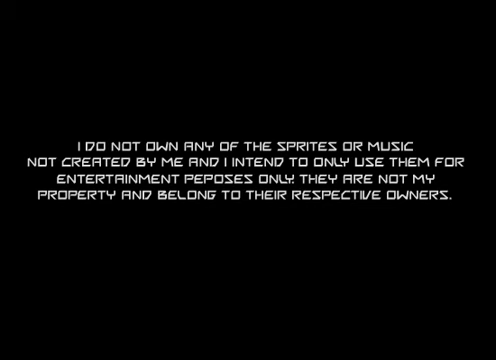 I DO NOT OWN ANY OF THE SPRITES OR MUSIC
NOT CREATED BY ME AND I INTEND TO ONLY USE THEM FOR
ENTERTAINMENT PEPOSES ONLY. THEY ARE NOT MY
PROPERTY AND BELONG TO THEIR RESPECTIVE OWNERS.